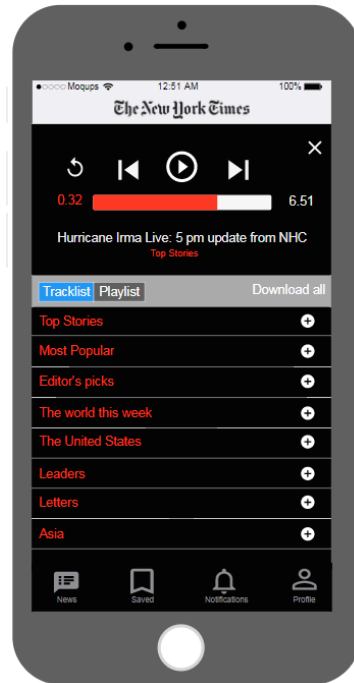 Moqups 12:51 AM 100%
The New York Times
0.32 6.51
Hurricane Irma Live: 5 pm update from NHC
Top Stories
Tracklist Playlist Download all
Top Stories
Most Popular
Editor's picks
The world this week
The United States
Leaders
Letters
Asia
News Saved Notifications Profile